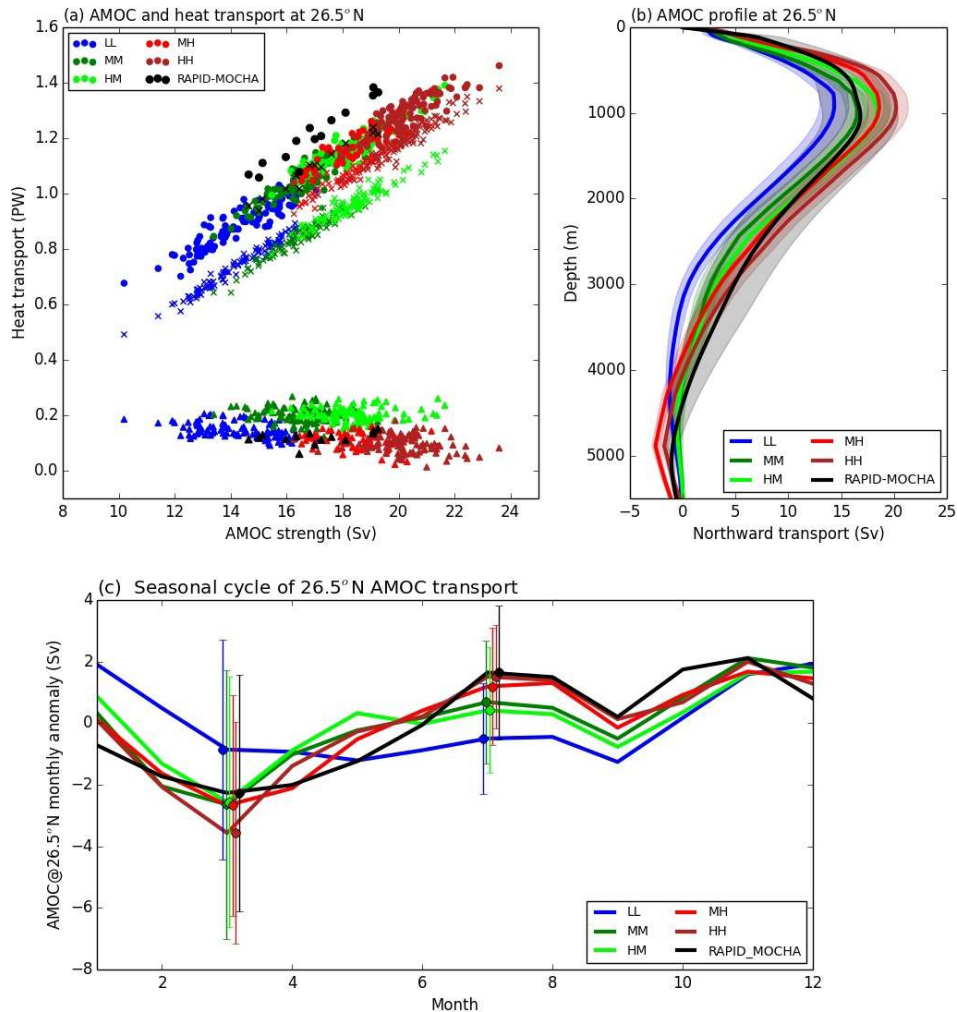 (a) AMOC and heat transport at 26.5°N
1.6
1.4
1.2
1.0
0.8
0.6
0.4
0.2
0.0
Heat transport (PW)
LL MH
MM HH
HM RAPID-MOCHA
8 10 12 14 16 18 20 22 24
AMOC strength (Sv)
(b) AMOC profile at 26.5°N
0
1000
2000
3000
4000
5000
Depth (m)
LL MH
MM HH
HM RAPID-MOCHA
−5 0 5 10 15 20 25
Northward transport (Sv)
(c) Seasonal cycle of 26.5°N AMOC transport
4
2
0
−2
−4
−6
−8
AMOC@26.5°N monthly anomaly (Sv)
LL MH
MM HH
HM RAPID_MOCHA
2 4 6 8 10 12
Month